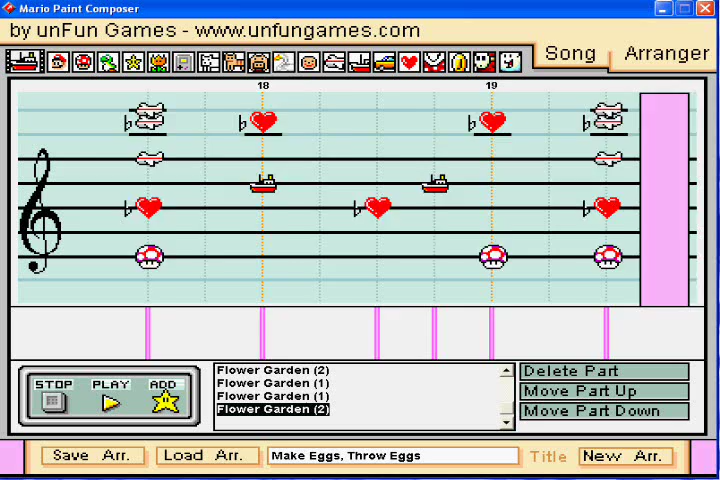 Mario Paint Composer
by unFun Games - www.unfungames.com
Song
Arranger
18
19
Flower Garden (2)
Flower Garden (1)
Flower Garden (1)
Flower Garden (2)
Delete Part
Move Part Up
Move Part Down
STOP
PLAY
ADD
Save Arr.
Load Arr.
Make Eggs, Throw Eggs
Title
New Arr.